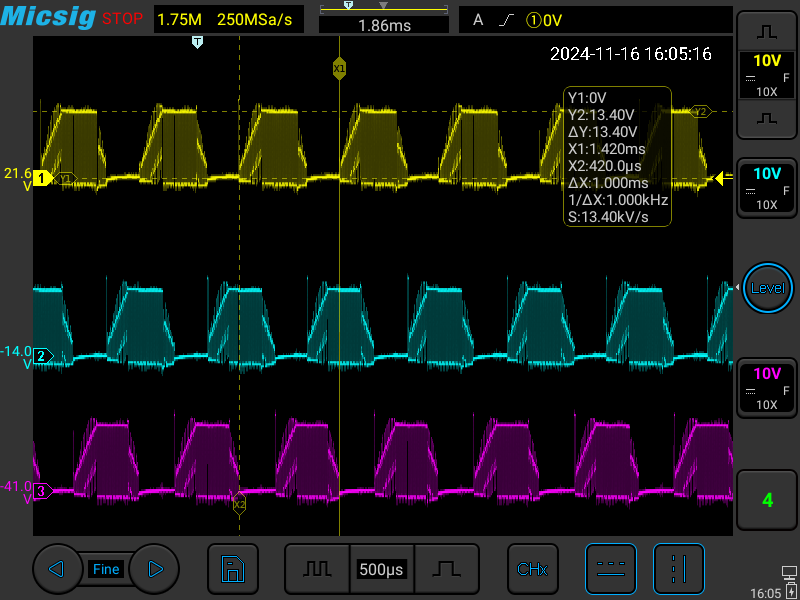 Micsig STOP 1.75M 250MSa/s 1.86ms A ①0V
T
T
2024-11-16 16:05:16
X1
10V
F
10X
Y1:0V
Y2:13.40V
ΔY:13.40V
X1:1.420ms
X2:420.0μs
ΔX:1.000ms
1/ΔX:1.000kHz
S:13.40kV/s
Y2
21.6
V
1
Y1
10V
F
10X
Level
-14.0
V
2
10V
F
10X
-41.0
V
3
X2
4
Fine
500μs
CHx
16:05